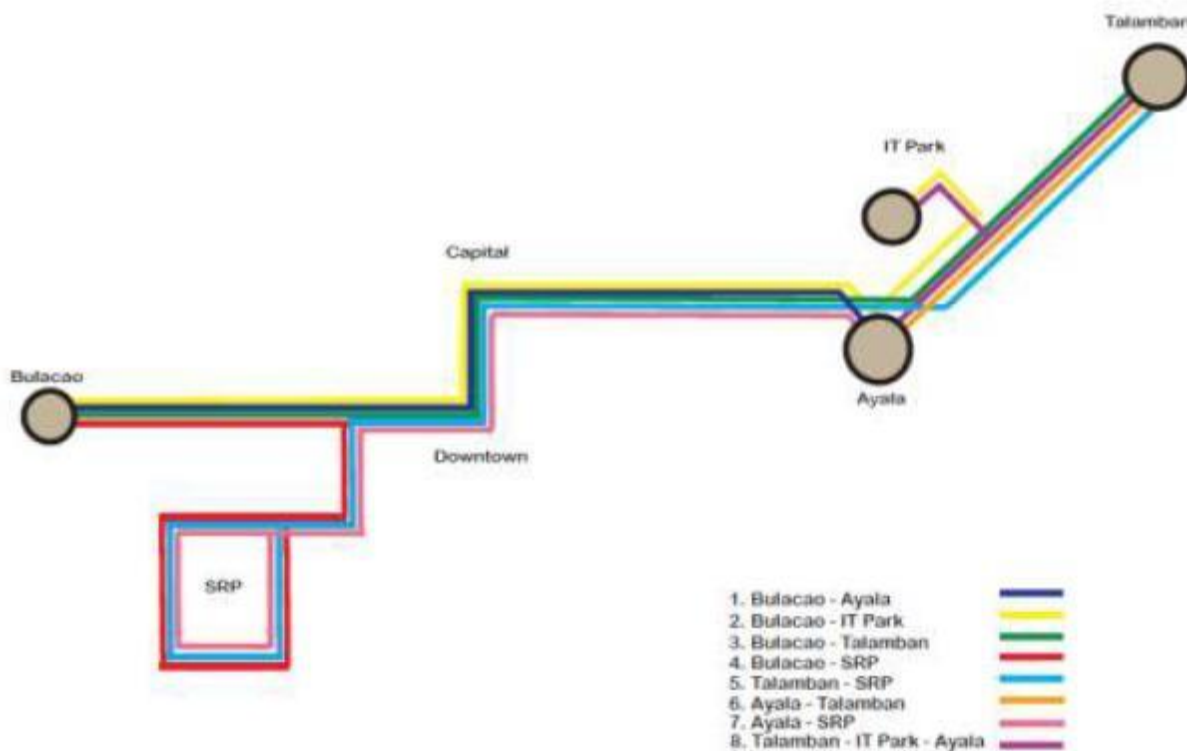 Talamban
IT Park
Capital
Bulacao
Ayala
Downtown
SRP
1. Bulacao - Ayala
2. Bulacao - IT Park
3. Bulacao - Talamban
4. Bulacao - SRP
5. Talamban - SRP
6. Ayala - Talamban
7. Ayala - SRP
8. Talamban - IT Park - Ayala